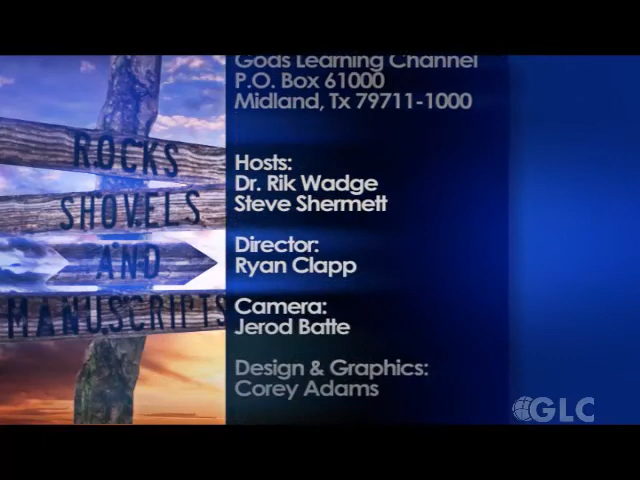 ROCKS
SHOVELS
AND
MANUSCRIPTS
Gods Learning Channel
P.O. Box 61000
Midland, Tx 79711-1000
Hosts:
Dr. Rik Wadge
Steve Shermett
Director:
Ryan Clapp
Camera:
Jerod Batte
Design & Graphics:
Corey Adams
GLC